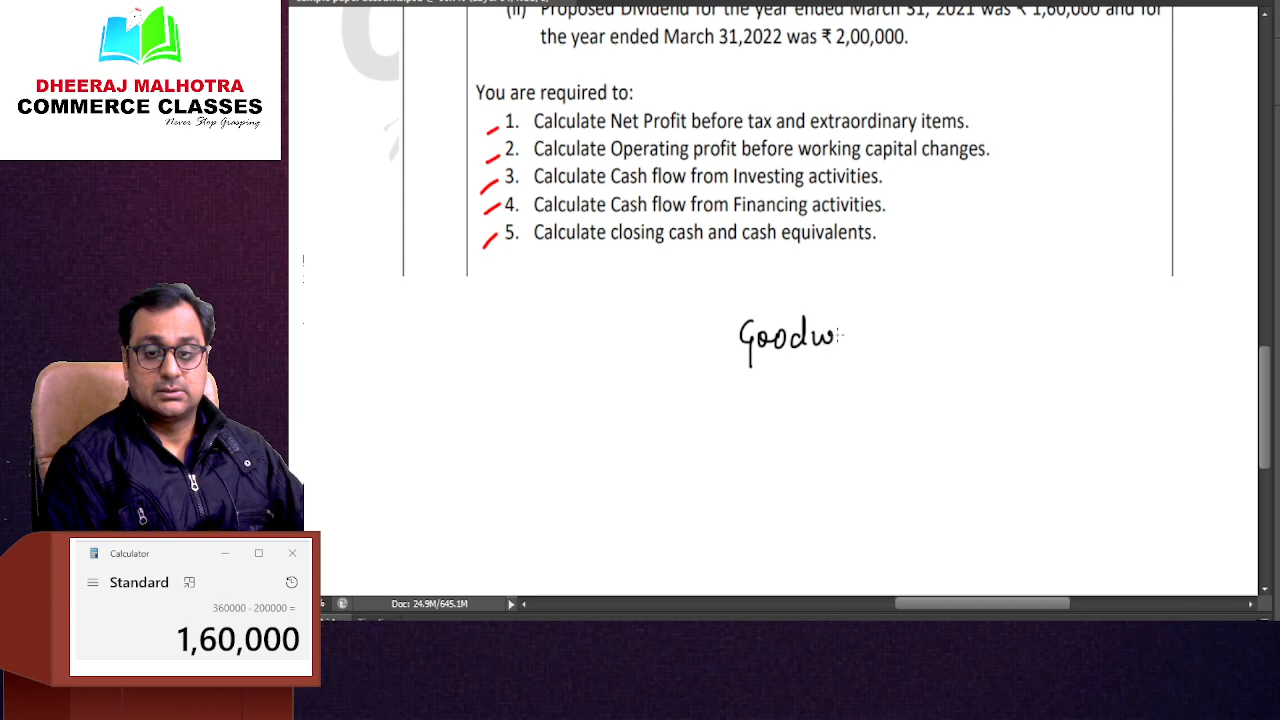 (ii) Proposed Dividend for the year ended March 31, 2021 was ₹ 1,60,000 and for
the year ended March 31,2022 was ₹ 2,00,000.
DHEERAJ MALHOTRA
COMMERCE CLASSES
Never Stop Grasping
You are required to:
1. Calculate Net Profit before tax and extraordinary items.
2. Calculate Operating profit before working capital changes.
3. Calculate Cash flow from Investing activities.
4. Calculate Cash flow from Financing activities.
5. Calculate closing cash and cash equivalents.
Goodw
Calculator
Standard
360000 - 200000 =
1,60,000
% Doc: 24.9M/645.1M